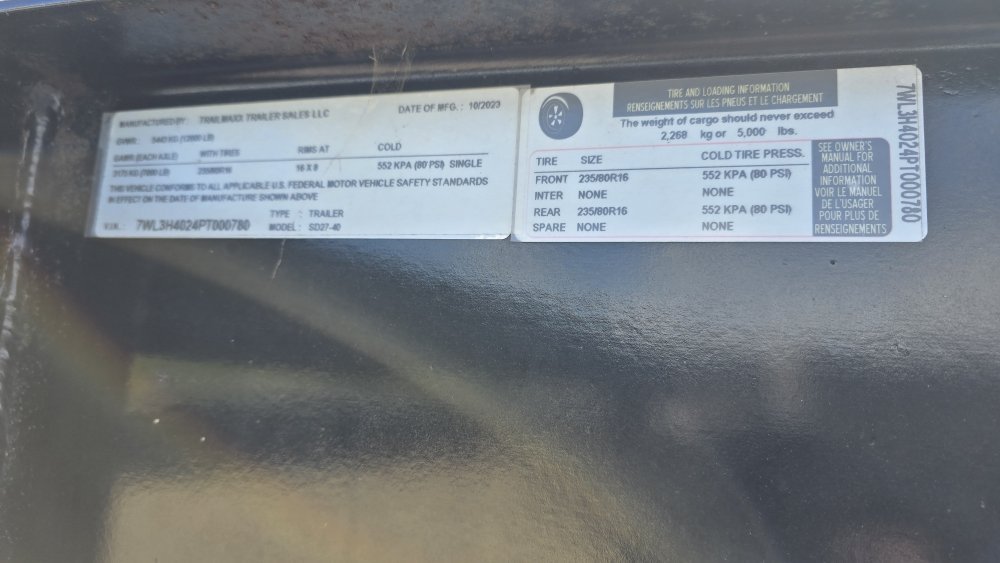 MANUFACTURED BY: TRAILMAXX TRAILER SALES LLC DATE OF MFG.: 10/2023
GVWR: 5443 KG (12000 LB)
GAWR (EACH AXLE) WITH TIRES RIMS AT COLD
3175 KG (7000 LB) 235/80R16 16 X 6 552 KPA (80 PSI) SINGLE
THIS VEHICLE CONFORMS TO ALL APPLICABLE U.S. FEDERAL MOTOR VEHICLE SAFETY STANDARDS
IN EFFECT ON THE DATE OF MANUFACTURE SHOWN ABOVE
TYPE : TRAILER
V.I.N.: 7WL3H4024PT000780 MODEL: SD27-40
TIRE AND LOADING INFORMATION
RENSEIGNEMENTS SUR LES PNEUS ET LE CHARGEMENT
The weight of cargo should never exceed
2,268 kg or 5,000 lbs.
TIRE SIZE COLD TIRE PRESS.
FRONT 235/80R16 552 KPA (80 PSI)
INTER NONE NONE
REAR 235/80R16 552 KPA (80 PSI)
SPARE NONE NONE
SEE OWNER'S
MANUAL FOR
ADDITIONAL
INFORMATION
VOIR LE MANUEL
DE L'USAGER
POUR PLUS DE
RENSEIGNEMENTS
7WL3H4024PT000780